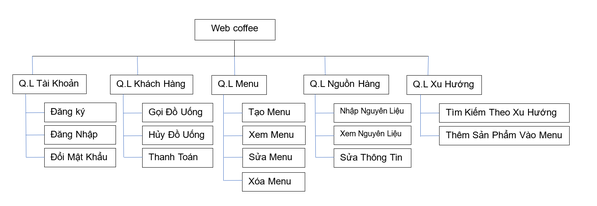 Web coffee
Q.L Tài Khoản
Q.L Khách Hàng
Q.L Menu
Q.L Nguồn Hàng
Q.L Xu Hướng
Đăng ký
Đăng Nhập
Đổi Mật Khẩu
Gọi Đồ Uống
Hủy Đồ Uống
Thanh Toán
Tạo Menu
Xem Menu
Sửa Menu
Xóa Menu
Nhập Nguyên Liệu
Xem Nguyên Liệu
Sửa Thông Tin
Tìm Kiếm Theo Xu Hướng
Thêm Sản Phẩm Vào Menu